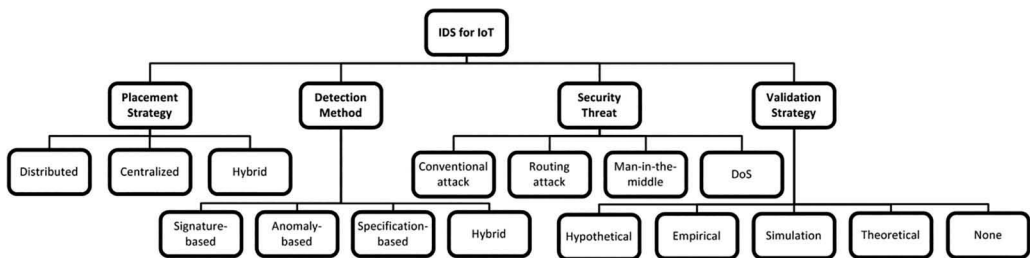 IDS for IoT
Placement
Strategy
Detection
Method
Security
Threat
Validation
Strategy
Distributed
Centralized
Hybrid
Conventional
attack
Routing
attack
Man-in-the-
middle
DoS
Signature-
based
Anomaly-
based
Specification-
based
Hybrid
Hypothetical
Empirical
Simulation
Theoretical
None